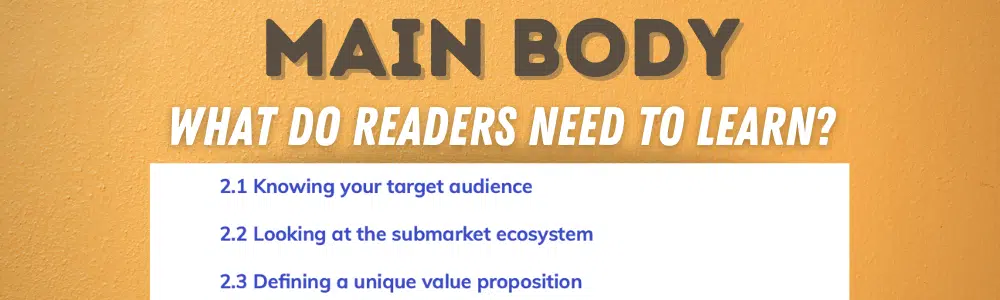 MAIN BODY
WHAT DO READERS NEED TO LEARN?
2.1 Knowing your target audience
2.2 Looking at the submarket ecosystem
2.3 Defining a unique value proposition